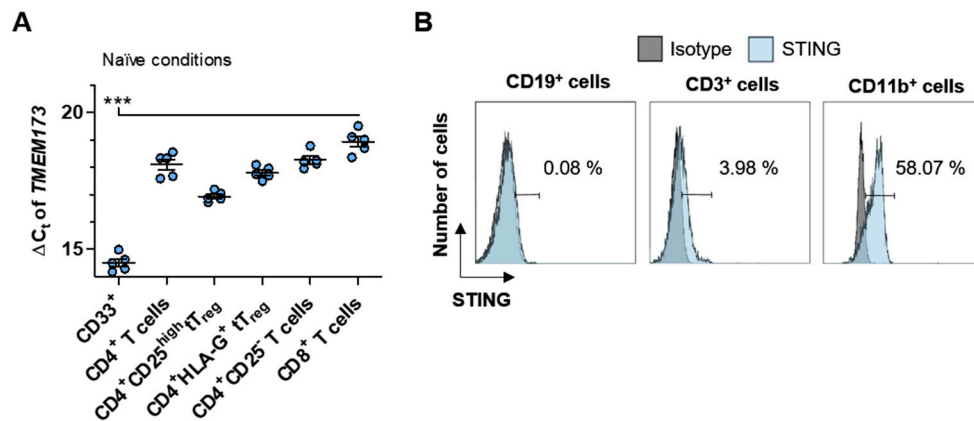 A
Naïve conditions
***
20
15
ΔCt of TMEM173
CD33+
CD4+ T cells
CD4+CD25high tTreg
CD4+HLA-G+ tTreg
CD4+CD25- T cells
CD8+ T cells
B
Isotype STING
CD19+ cells CD3+ cells CD11b+ cells
0.08 % 3.98 % 58.07 %
Number of cells
STING